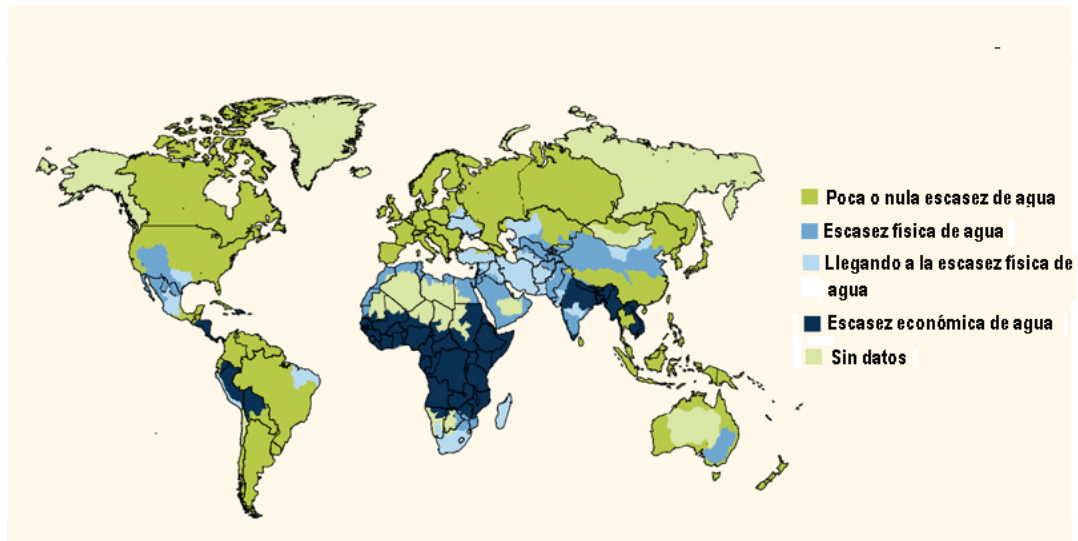 Poca o nula escasez de agua
Escasez física de agua
Llegando a la escasez física de
agua
Escasez económica de agua
Sin datos